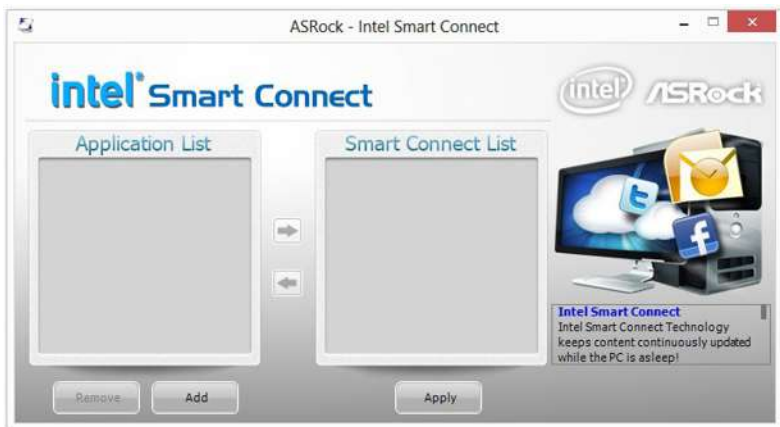 ASRock - Intel Smart Connect
intel® Smart Connect
intel ASRock
Application List
Smart Connect List
Intel Smart Connect
Intel Smart Connect Technology
keeps content continuously updated
while the PC is asleep!
Remove
Add
Apply